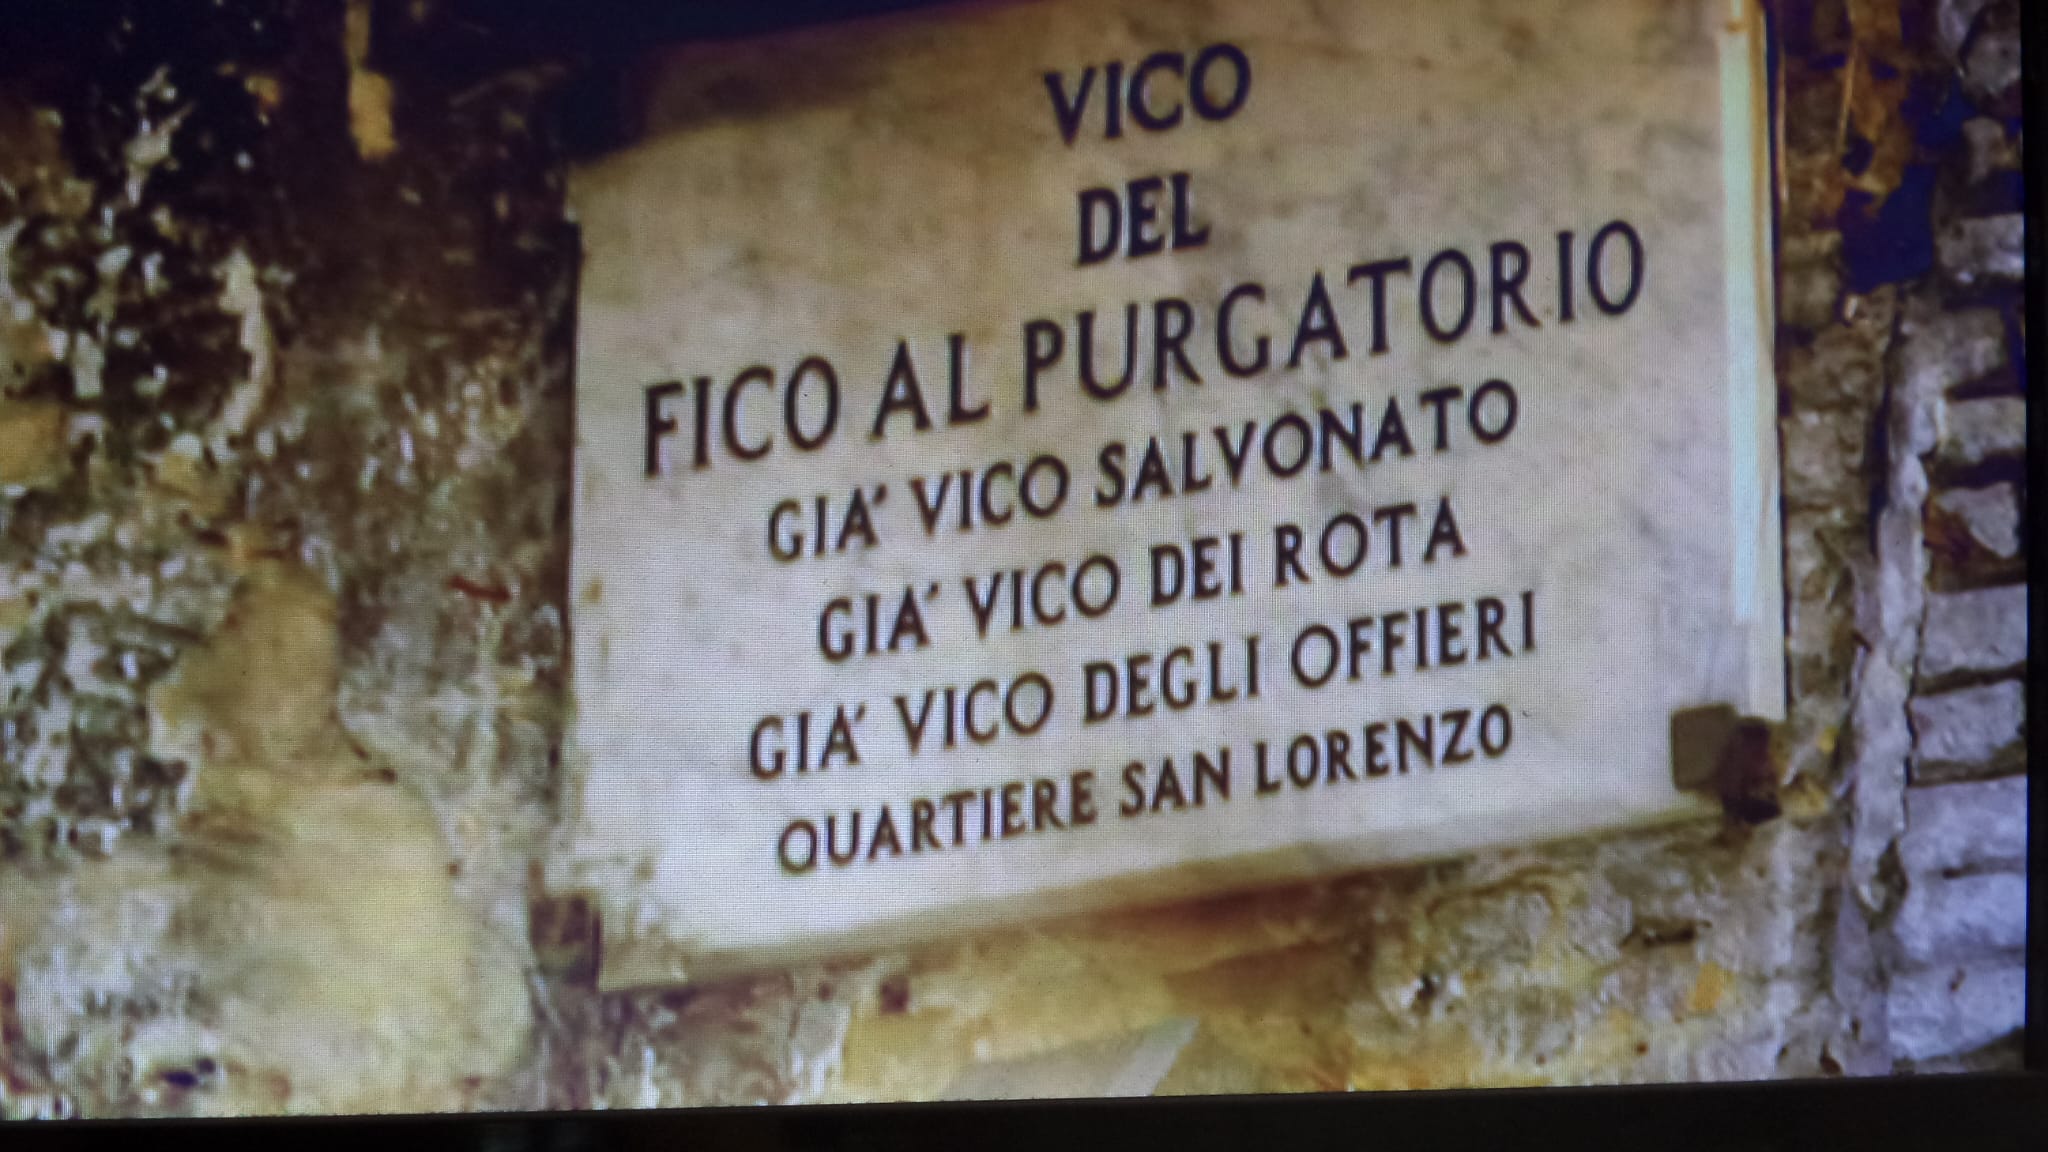 VICO
DEL
FICO AL PURGATORIO
GIA' VICO SALVONATO
GIA' VICO DEI ROTA
GIA' VICO DEGLI OFFIERI
QUARTIERE SAN LORENZO